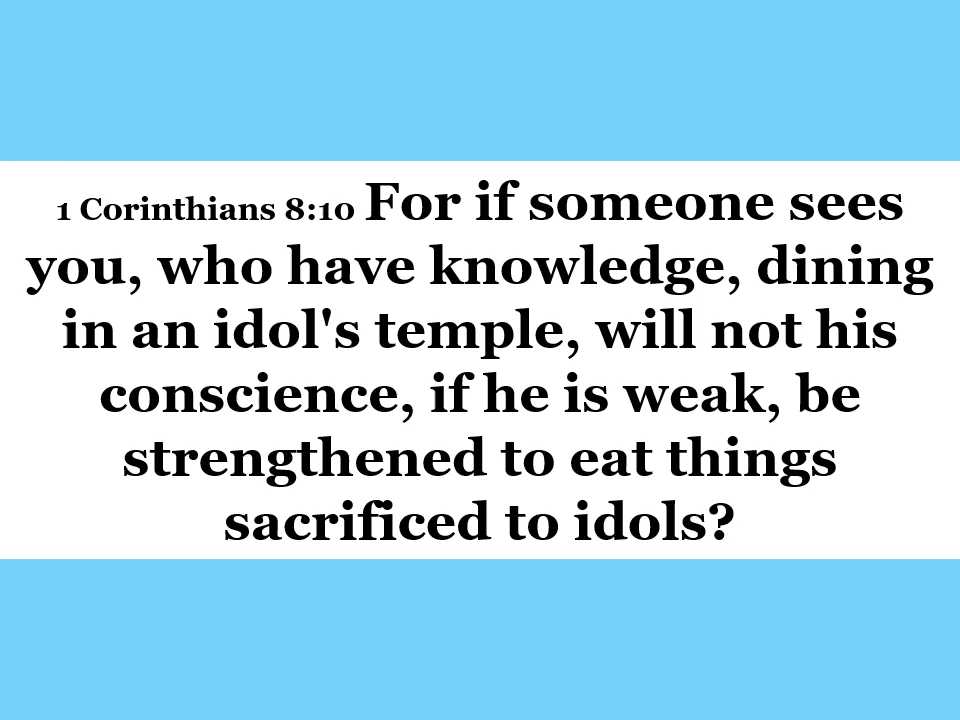 1 Corinthians 8:10 For if someone sees
you, who have knowledge, dining
in an idol's temple, will not his
conscience, if he is weak, be
strengthened to eat things
sacrificed to idols?